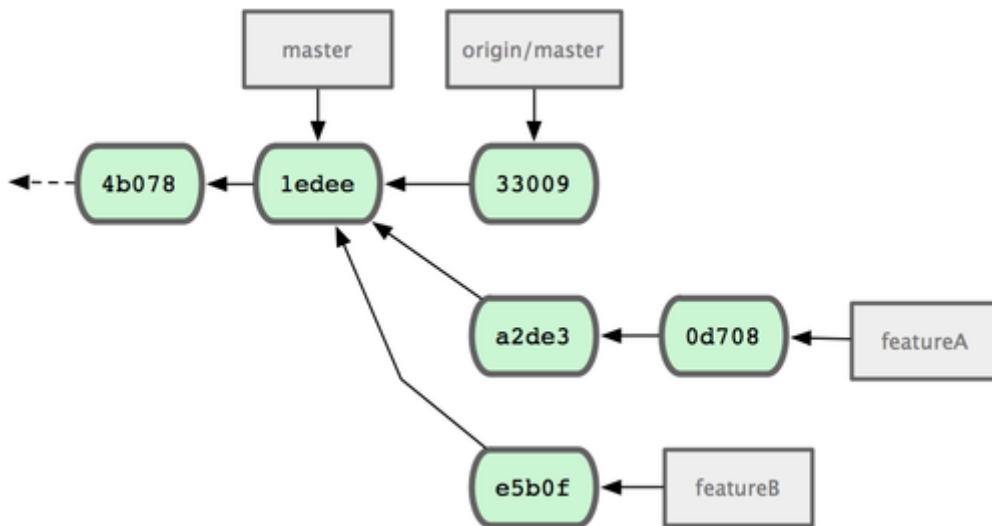 master
origin/master
4b078
1edee
33009
a2de3
0d708
featureA
e5b0f
featureB